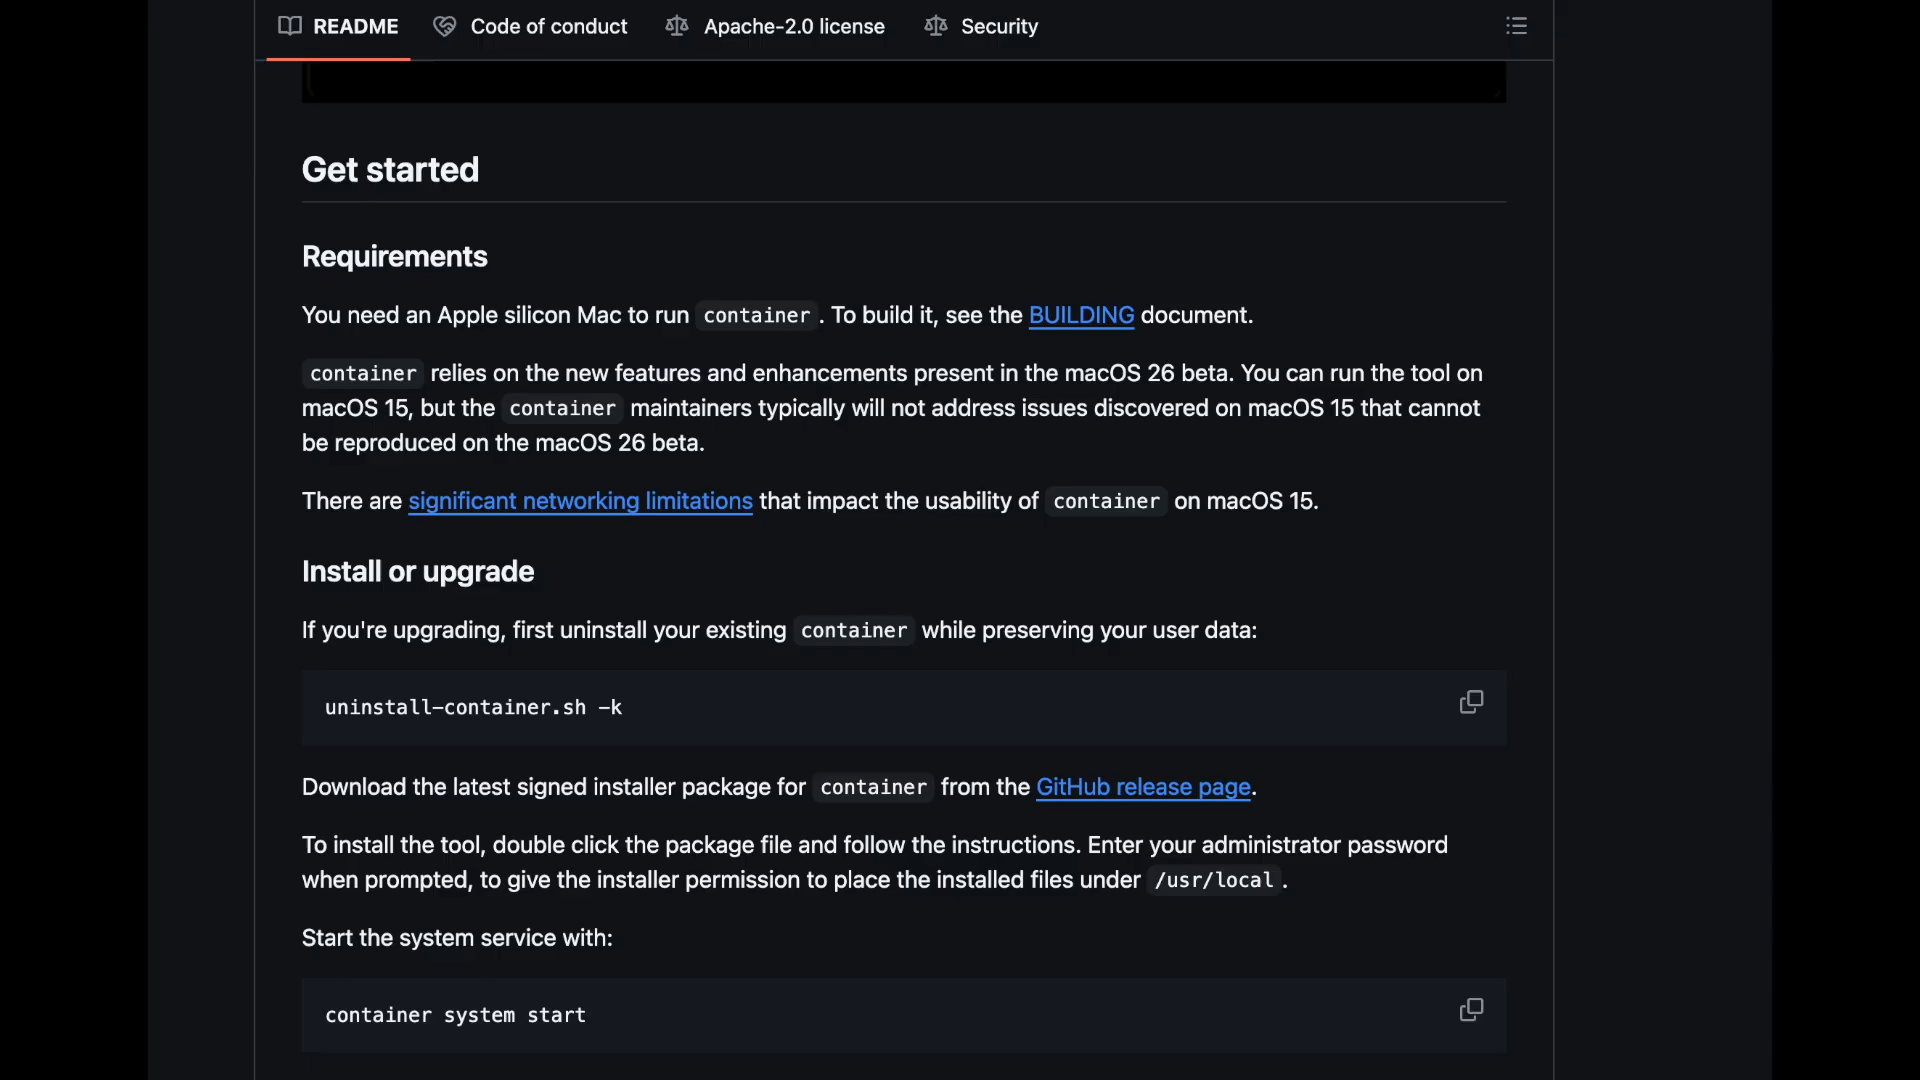 README Code of conduct Apache-2.0 license Security
Get started
Requirements
You need an Apple silicon Mac to run container. To build it, see the BUILDING document.
container relies on the new features and enhancements present in the macOS 26 beta. You can run the tool on
macOS 15, but the container maintainers typically will not address issues discovered on macOS 15 that cannot
be reproduced on the macOS 26 beta.
There are significant networking limitations that impact the usability of container on macOS 15.
Install or upgrade
If you're upgrading, first uninstall your existing container while preserving your user data:
uninstall-container.sh -k
Download the latest signed installer package for container from the GitHub release page.
To install the tool, double click the package file and follow the instructions. Enter your administrator password
when prompted, to give the installer permission to place the installed files under /usr/local.
Start the system service with:
container system start